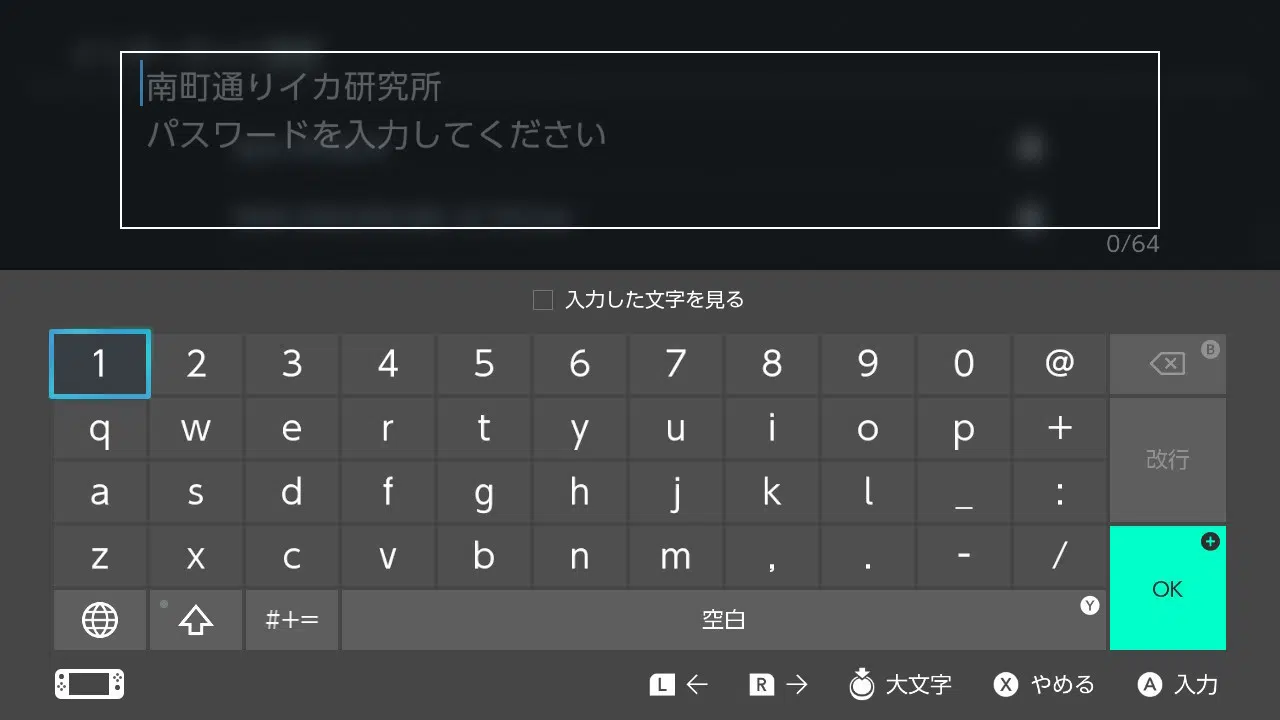 南町通りイカ研究所
パスワードを入力してください
0/64
入力した文字を見る
1 2 3 4 5 6 7 8 9 0 @ B
q w e r t y u i o p +
a s d f g h j k l _ :
改行
z x c v b n m , . - /
OK
#+= 空白 Y
L ← R → 大文字 X やめる A 入力